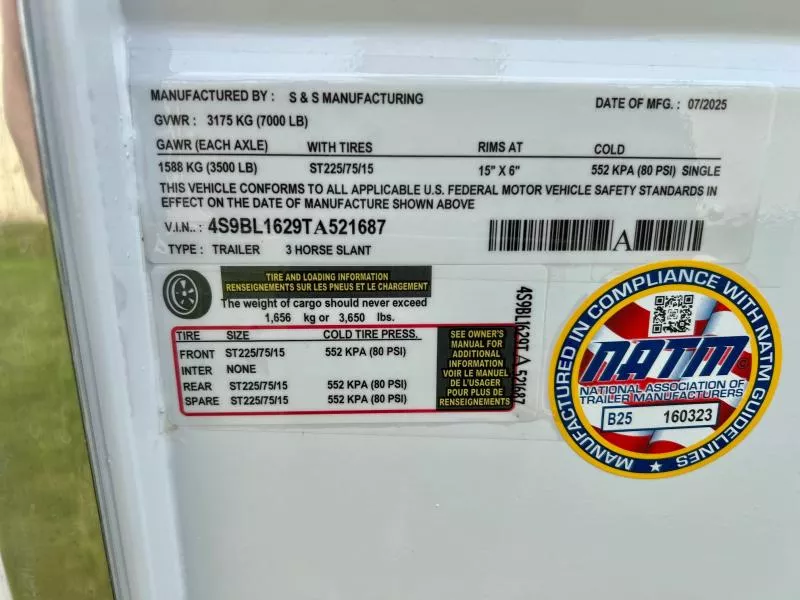 MANUFACTURED BY : S & S MANUFACTURING DATE OF MFG. : 07/2025
GVWR : 3175 KG (7000 LB)
GAWR (EACH AXLE) WITH TIRES RIMS AT COLD
1588 KG (3500 LB) ST225/75/15 15" X 6" 552 KPA (80 PSI) SINGLE
THIS VEHICLE CONFORMS TO ALL APPLICABLE U.S. FEDERAL MOTOR VEHICLE SAFETY STANDARDS IN
EFFECT ON THE DATE OF MANUFACTURE SHOWN ABOVE
V.I.N.. : 4S9BL1629TA521687
A
TYPE : TRAILER 3 HORSE SLANT
TIRE AND LOADING INFORMATION
RENSEIGNEMENTS SUR LES PNEUS ET LE CHARGEMENT
The weight of cargo should never exceed
1,656 kg or 3,650 lbs.
TIRE SIZE COLD TIRE PRESS.
FRONT ST225/75/15 552 KPA (80 PSI)
INTER NONE
REAR ST225/75/15 552 KPA (80 PSI)
SPARE ST225/75/15 552 KPA (80 PSI)
SEE OWNER'S
MANUAL FOR
ADDITIONAL
INFORMATION
VOIR LE MANUEL
DE L'USAGER
POUR PLUS DE
RENSEIGNEMENTS
4S9BL1629TA521687
MANUFACTURED IN COMPLIANCE WITH NATM GUIDELINES
NATM
NATIONAL ASSOCIATION OF
TRAILER MANUFACTURERS
B25 160323